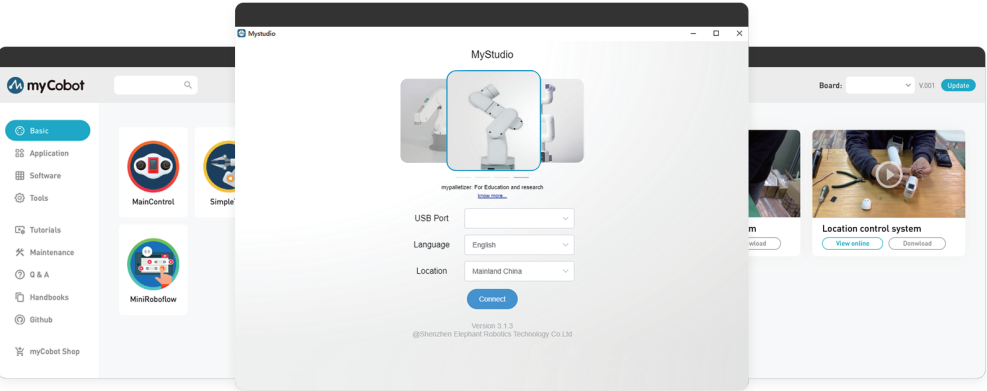 Mystudio
MyStudio
mypalletizer: For Education and research
know more...
USB Port
Language English
Location Mainland China
Connect
Version 3.1.3
@Shenzhen Elephant Robotics Technology Co.Ltd
myCobot
Basic
Application
Software
Tools
Tutorials
Maintenance
Q & A
Handbooks
Github
myCobot Shop
MainControl
Simple
MiniRoboflow
Board: V.001 Update
m
wload
Location control system
View online Donwload